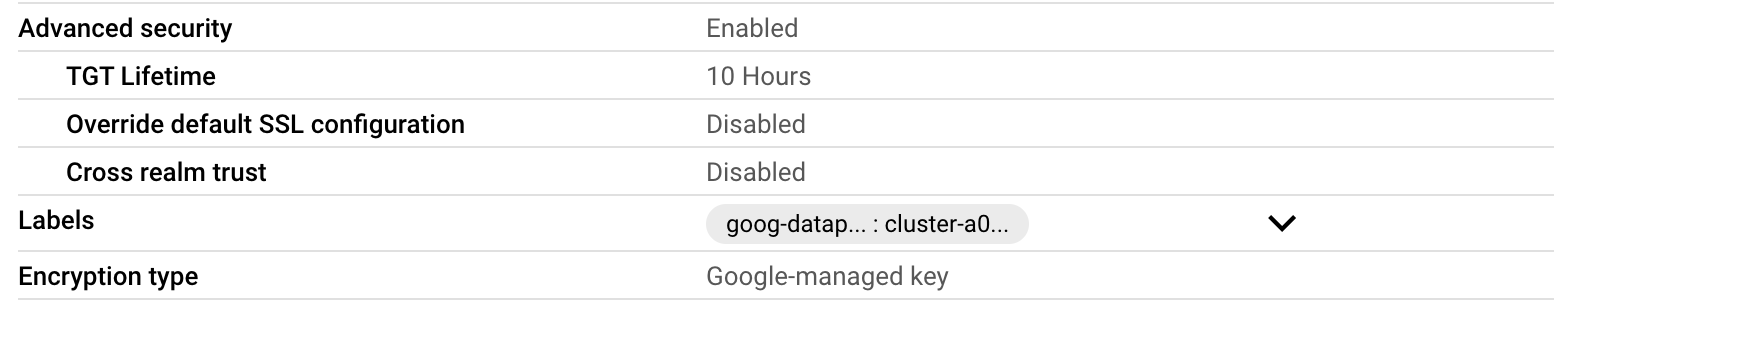 Advanced security Enabled
TGT Lifetime 10 Hours
Override default SSL configuration Disabled
Cross realm trust Disabled
Labels goog-datap... : cluster-a0...
Encryption type Google-managed key